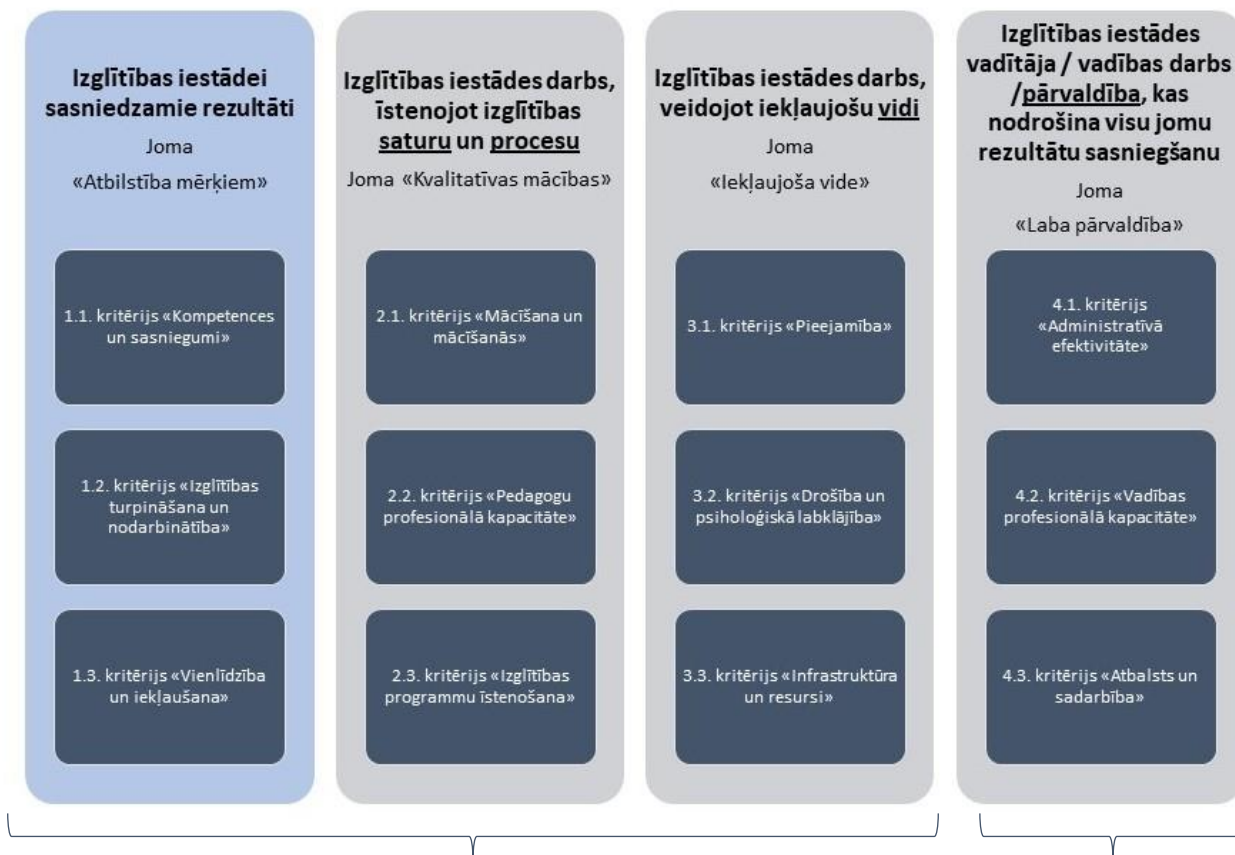 Izglītības iestādei
sasniedzamie rezultāti
Joma
«Atbilstība mērķiem»
1.1. kritērijs «Kompetences
un sasniegumi»
1.2. kritērijs «Izglītības
turpināšana un
nodarbinātība»
1.3. kritērijs «Vienlīdzība
un iekļaušana»
Izglītības iestādes darbs,
īstenojot izglītības
saturu un procesu
Joma «Kvalitatīvas mācības»
2.1. kritērijs «Mācīšana un
mācīšanās»
2.2. kritērijs «Pedagogu
profesionālā kapacitāte»
2.3. kritērijs «Izglītības
programmu īstenošana»
Izglītības iestādes darbs,
veidojot iekļaujošu vidi
Joma
«Iekļaujoša vide»
3.1. kritērijs «Pieejamība»
3.2. kritērijs «Drošība un
psiholoģiskā labklājība»
3.3. kritērijs «Infrastruktūra
un resursi»
Izglītības iestādes
vadītāja / vadības darbs
/pārvaldība, kas
nodrošina visu jomu
rezultātu sasniegšanu
Joma
«Laba pārvaldība»
4.1. kritērijs
«Administratīvā
efektivitāte»
4.2. kritērijs «Vadības
profesionālā kapacitāte»
4.3. kritērijs «Atbalsts un
sadarbība»